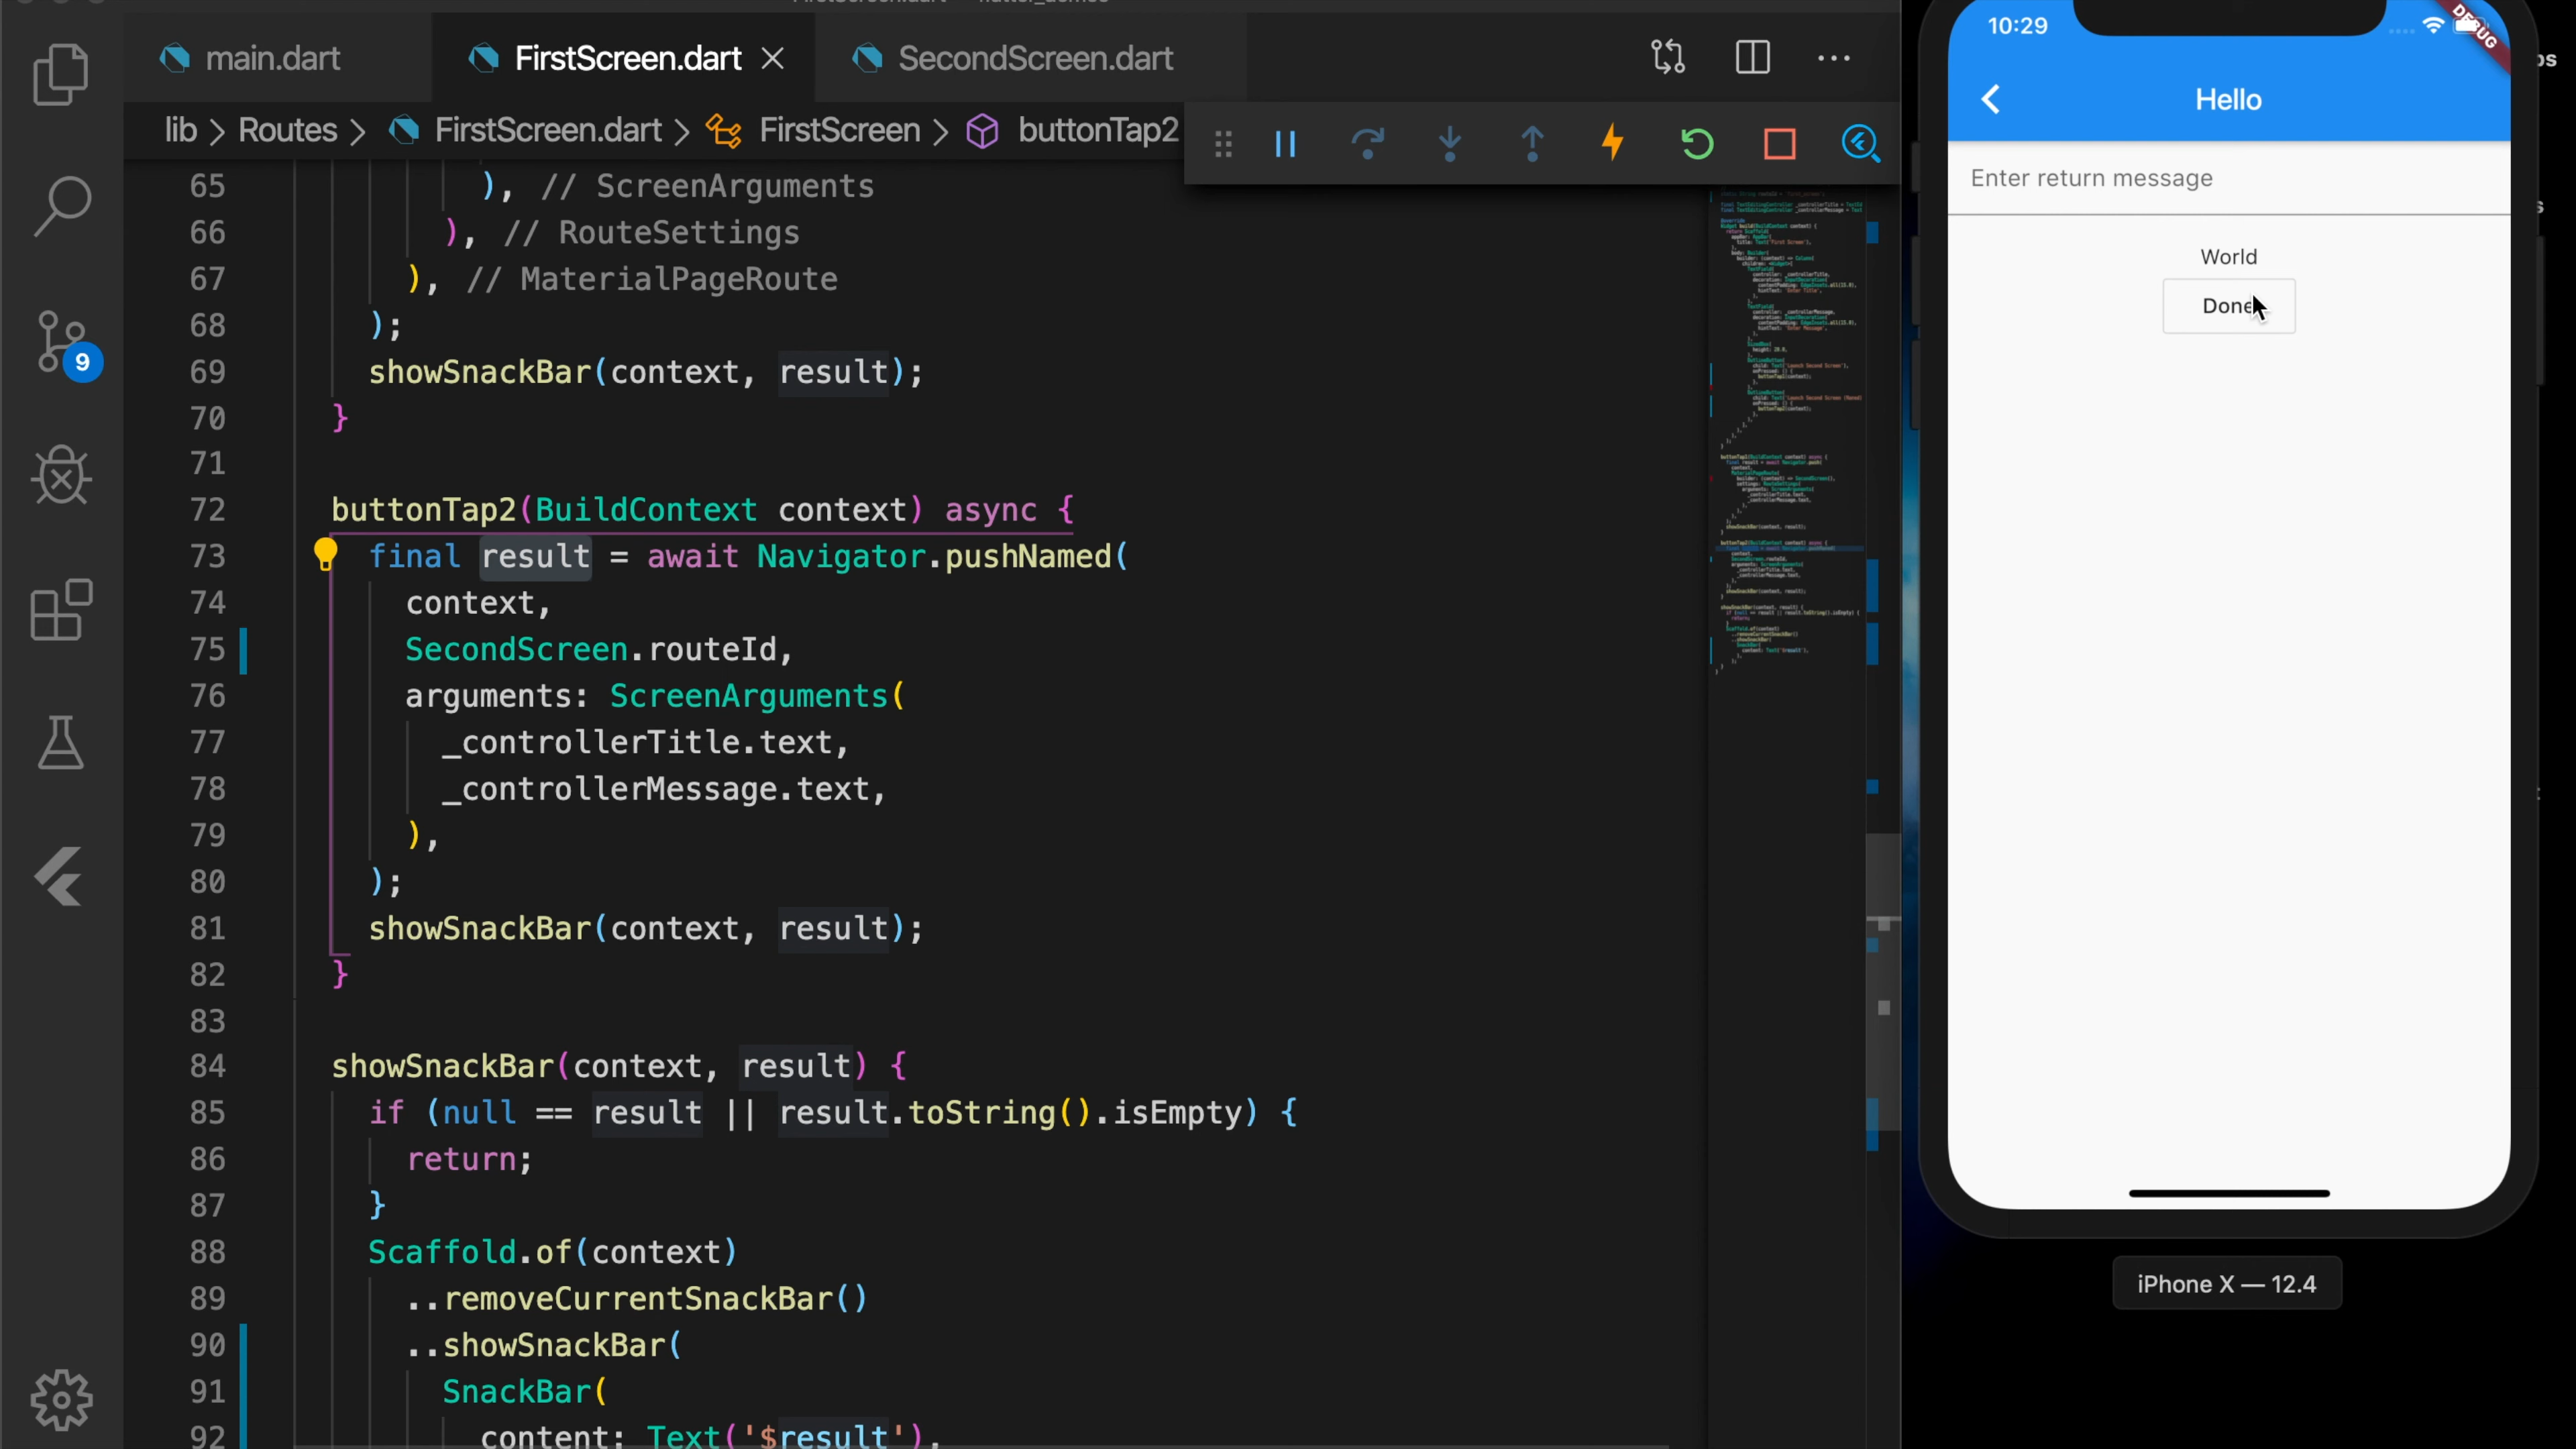 main.dart
FirstScreen.dart
SecondScreen.dart
lib > Routes > FirstScreen.dart > FirstScreen > buttonTap2
65 ), // ScreenArguments
66 ), // RouteSettings
67 ), // MaterialPageRoute
68 );
69 showSnackBar(context, result);
70 }
71
72 buttonTap2(BuildContext context) async {
73 final result = await Navigator.pushNamed(
74 context,
75 SecondScreen.routeId,
76 arguments: ScreenArguments(
77 _controllerTitle.text,
78 _controllerMessage.text,
79 ),
80 );
81 showSnackBar(context, result);
82 }
83
84 showSnackBar(context, result) {
85 if (null == result || result.toString().isEmpty) {
86 return;
87 }
88 Scaffold.of(context)
89 ..removeCurrentSnackBar()
90 ..showSnackBar(
91 SnackBar(
92 content: Text('$result'),
9
10:29
DEBUG
Hello
Enter return message
World
Done
iPhone X — 12.4